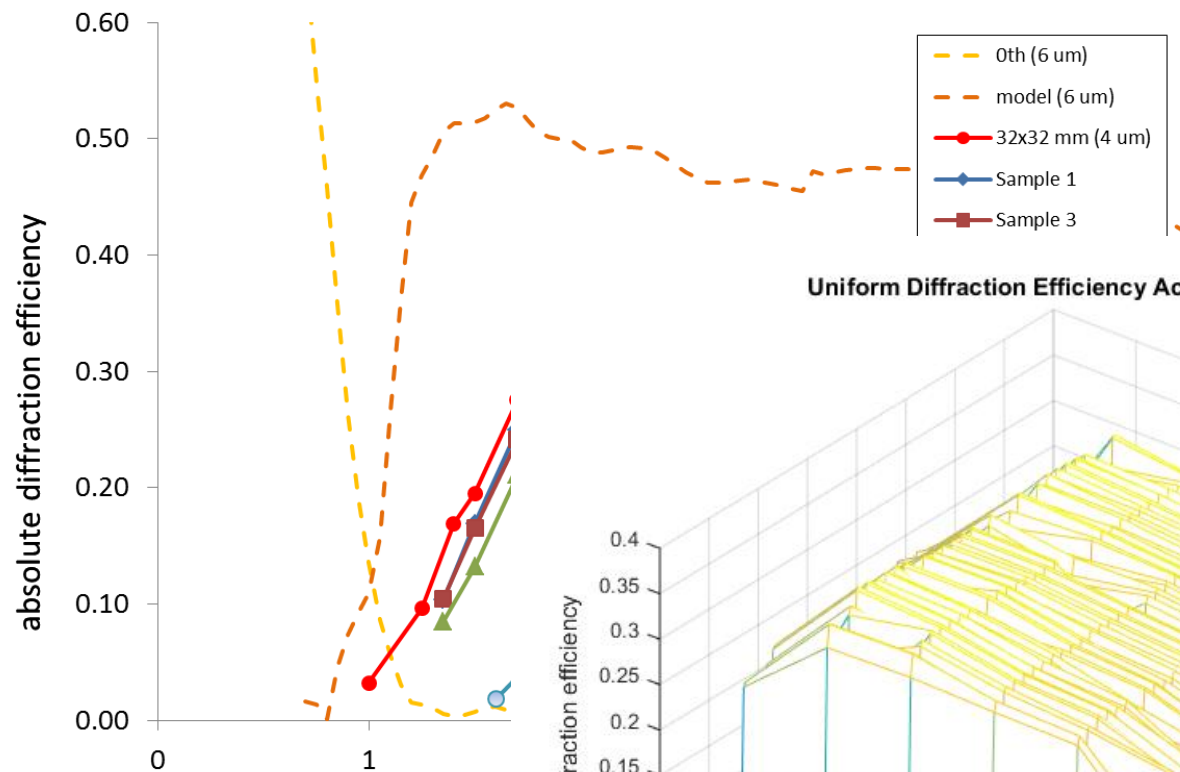 0.60
0.50
0.40
0.30
0.20
0.10
0.00
0
1
absolute diffraction efficiency
0th (6 um)
model (6 um)
32x32 mm (4 um)
Sample 1
Sample 3
Uniform Diffraction Efficiency Ac
0.4
0.35
0.3
0.25
0.2
0.15
raction efficiency